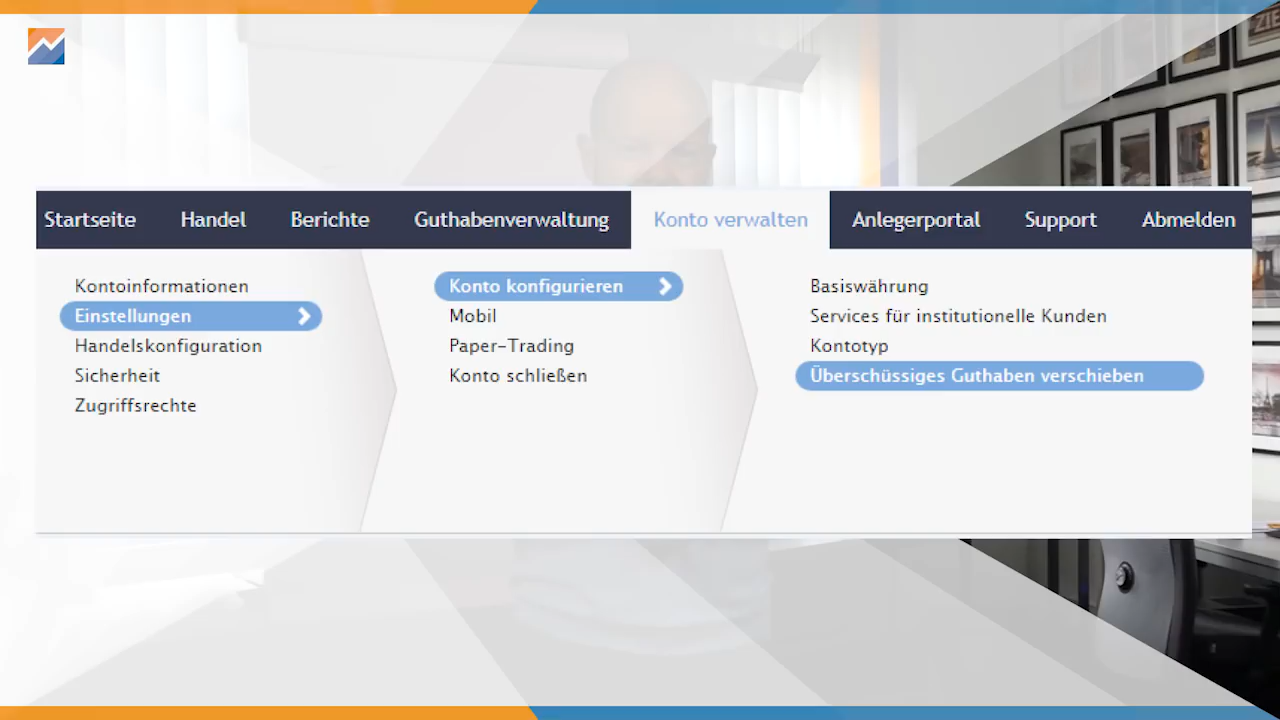 ZIE
Startseite Handel Berichte Guthabenverwaltung Konto verwalten Anlegerportal Support Abmelden
Kontoinformationen
Einstellungen
Handelskonfiguration
Sicherheit
Zugriffsrechte
Konto konfigurieren
Mobil
Paper-Trading
Konto schließen
Basiswährung
Services für institutionelle Kunden
Kontotyp
Überschüssiges Guthaben verschieben